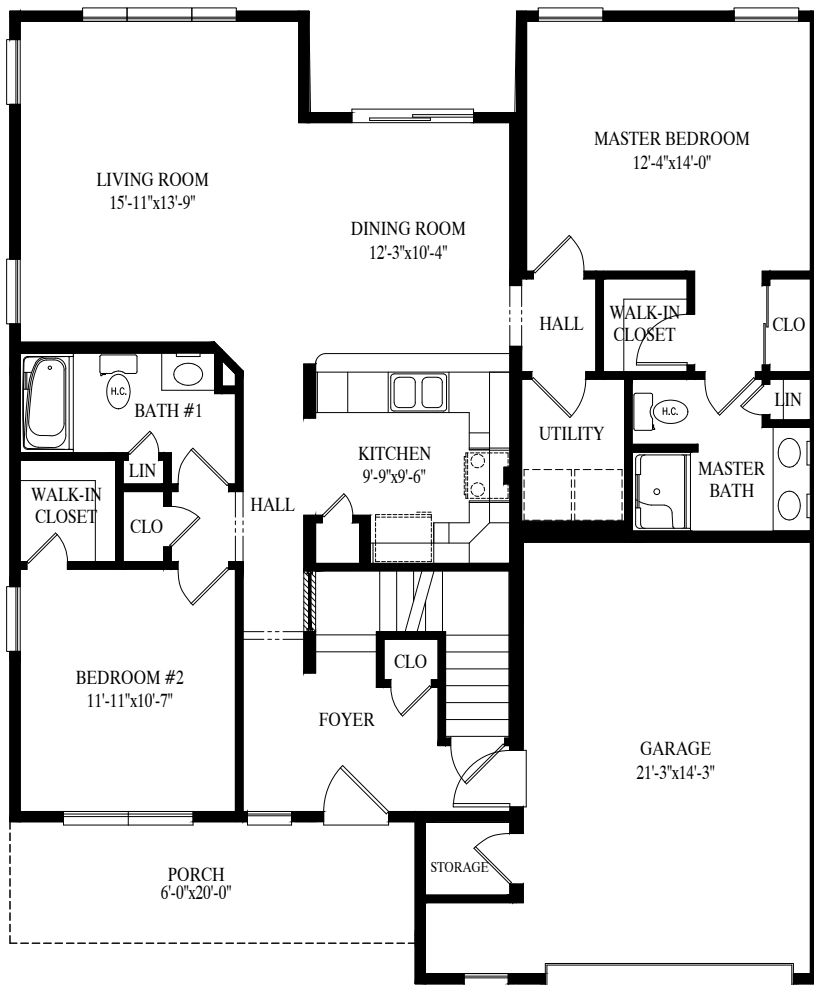 MASTER BEDROOM
12'-4"x14'-0"
LIVING ROOM
15'-11"x13'-9"
DINING ROOM
12'-3"x10'-4"
HALL
WALK-IN
CLOSET
CLO
H.C.
BATH #1
H.C.
LIN
UTILITY
KITCHEN
9'-9"x9'-6"
LIN
MASTER
BATH
WALK-IN
CLOSET
CLO
HALL
CLO
BEDROOM #2
11'-11"x10'-7"
FOYER
GARAGE
21'-3"x14'-3"
STORAGE
PORCH
6'-0"x20'-0"